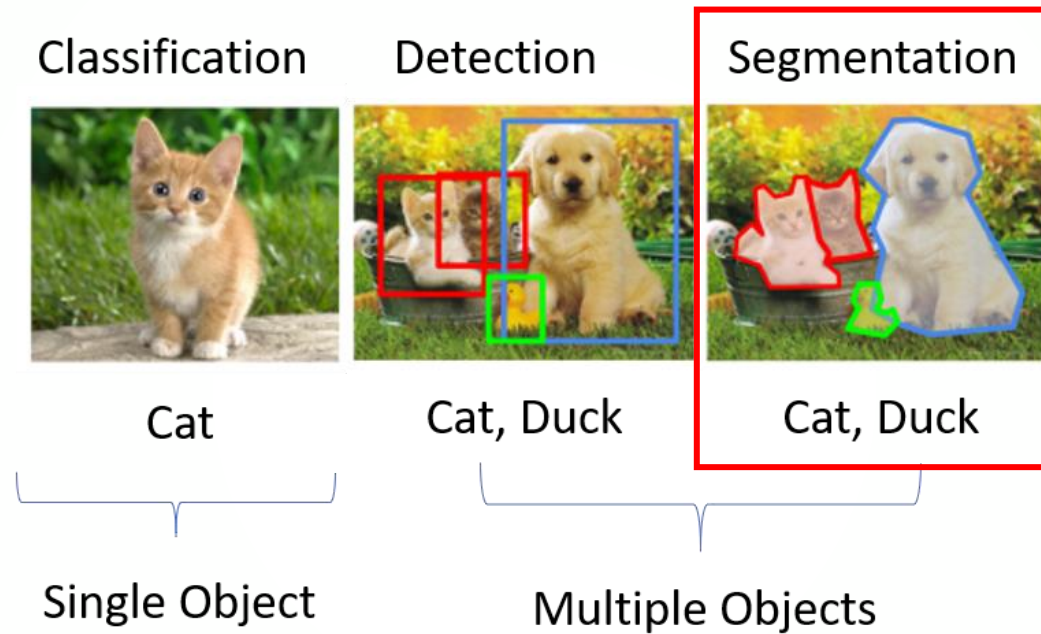 Classification
Detection
Segmentation
Cat
Cat, Duck
Cat, Duck
Single Object
Multiple Objects